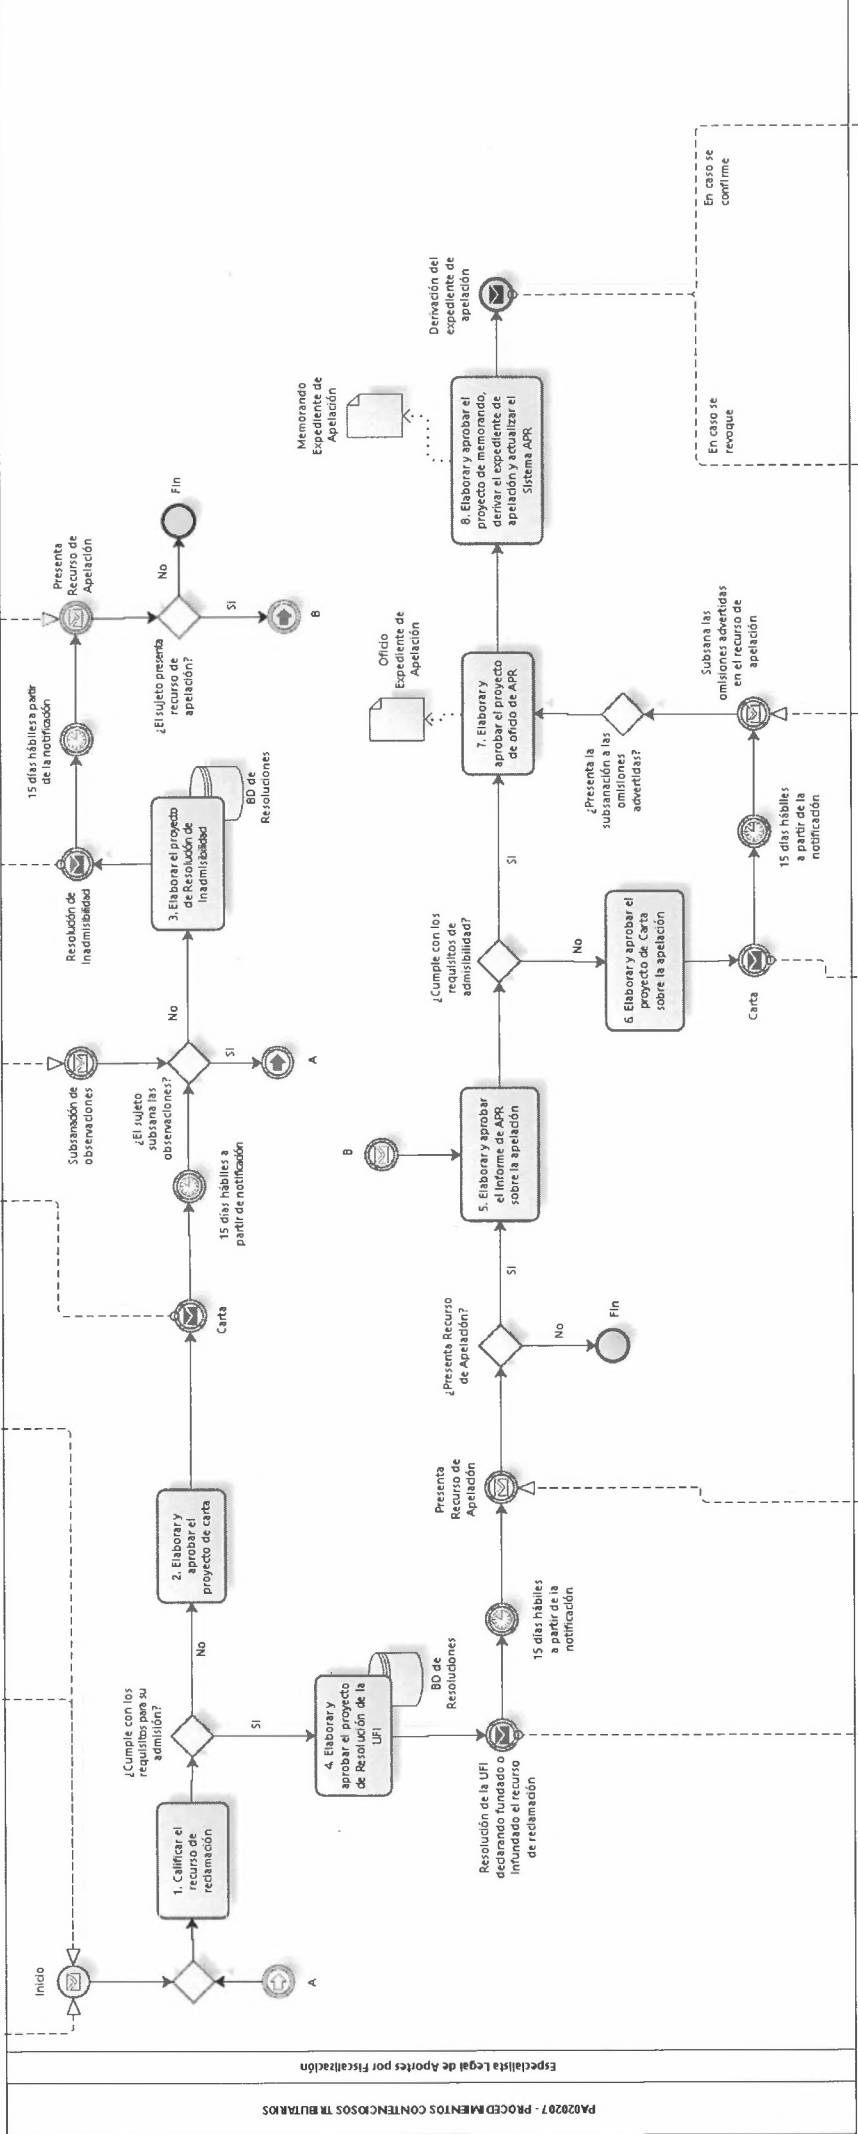 PA020207 - PROCEDIMIENTOS CONTENCIOSOS TRIBUTARIOS
Especialista Legal de Aportes por Fiscalización
Inicio
A
1. Calificar el
recurso de
reclamación
¿Cumple con los
requisitos para su
admisión?
No
Si
2. Elaborar y
aprobar el
proyecto de carta
Carta
15 días hábiles a
partir de notificación
Subsanación de
observaciones
¿El sujeto
subsana las
observaciones?
Si
A
No
3. Elaborar el proyecto
de Resolución de
Inadmisibilidad
BD de
Resoluciones
Resolución de
Inadmisibilidad
15 días hábiles a partir
de la notificación
Presenta
Recurso de
Apelación
¿El sujeto presenta
recurso de
apelación?
No
Fin
Si
B
4. Elaborar y
aprobar el proyecto
de Resolución de la
UFI
BD de
Resoluciones
Resolución de la UFI
declarando fundado o
infundado el recurso
de reclamación
15 días hábiles
a partir de la
notificación
Presenta
Recurso de
Apelación
¿Presenta Recurso
de Apelación?
No
Fin
Si
B
5. Elaborar y aprobar
el Informe de APR
sobre la apelación
¿Cumple con los
requisitos de
admisibilidad?
Si
No
6. Elaborar y aprobar el
proyecto de Carta
sobre la apelación
Carta
15 días hábiles
a partir de la
notificación
Subsana las
omisiones advertidas
en el recurso de
apelación
¿Presenta la
subsanación a las
omisiones
advertidas?
7. Elaborar y
aprobar el proyecto
de oficio de APR
Oficio
Expediente de
Apelación
8. Elaborar y aprobar el
proyecto de memorando,
derivar el expediente de
apelación y actualizar el
Sistema APR
Memorando
Expediente de
Apelación
Derivación del
expediente de
apelación
En caso se
revoque
En caso se
confirme